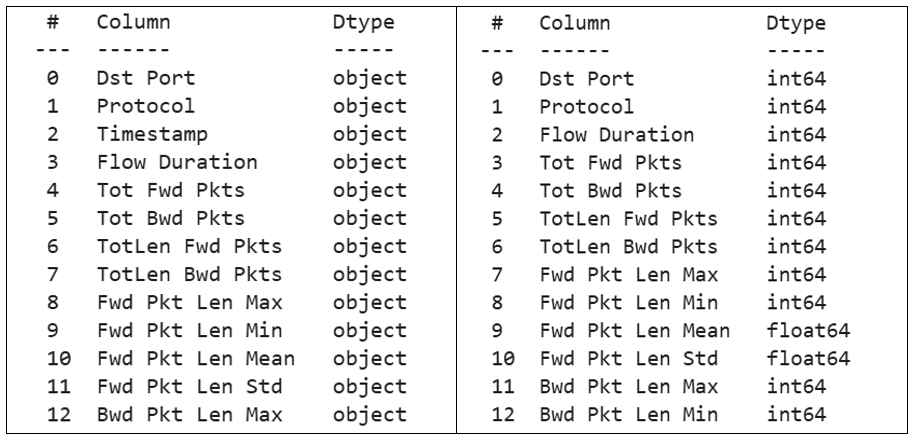 # Column Dtype
--- ------ -----
0 Dst Port object
1 Protocol object
2 Timestamp object
3 Flow Duration object
4 Tot Fwd Pkts object
5 Tot Bwd Pkts object
6 TotLen Fwd Pkts object
7 TotLen Bwd Pkts object
8 Fwd Pkt Len Max object
9 Fwd Pkt Len Min object
10 Fwd Pkt Len Mean object
11 Fwd Pkt Len Std object
12 Bwd Pkt Len Max object
# Column Dtype
--- ------ -----
0 Dst Port int64
1 Protocol int64
2 Flow Duration int64
3 Tot Fwd Pkts int64
4 Tot Bwd Pkts int64
5 TotLen Fwd Pkts int64
6 TotLen Bwd Pkts int64
7 Fwd Pkt Len Max int64
8 Fwd Pkt Len Min int64
9 Fwd Pkt Len Mean float64
10 Fwd Pkt Len Std float64
11 Bwd Pkt Len Max int64
12 Bwd Pkt Len Min int64